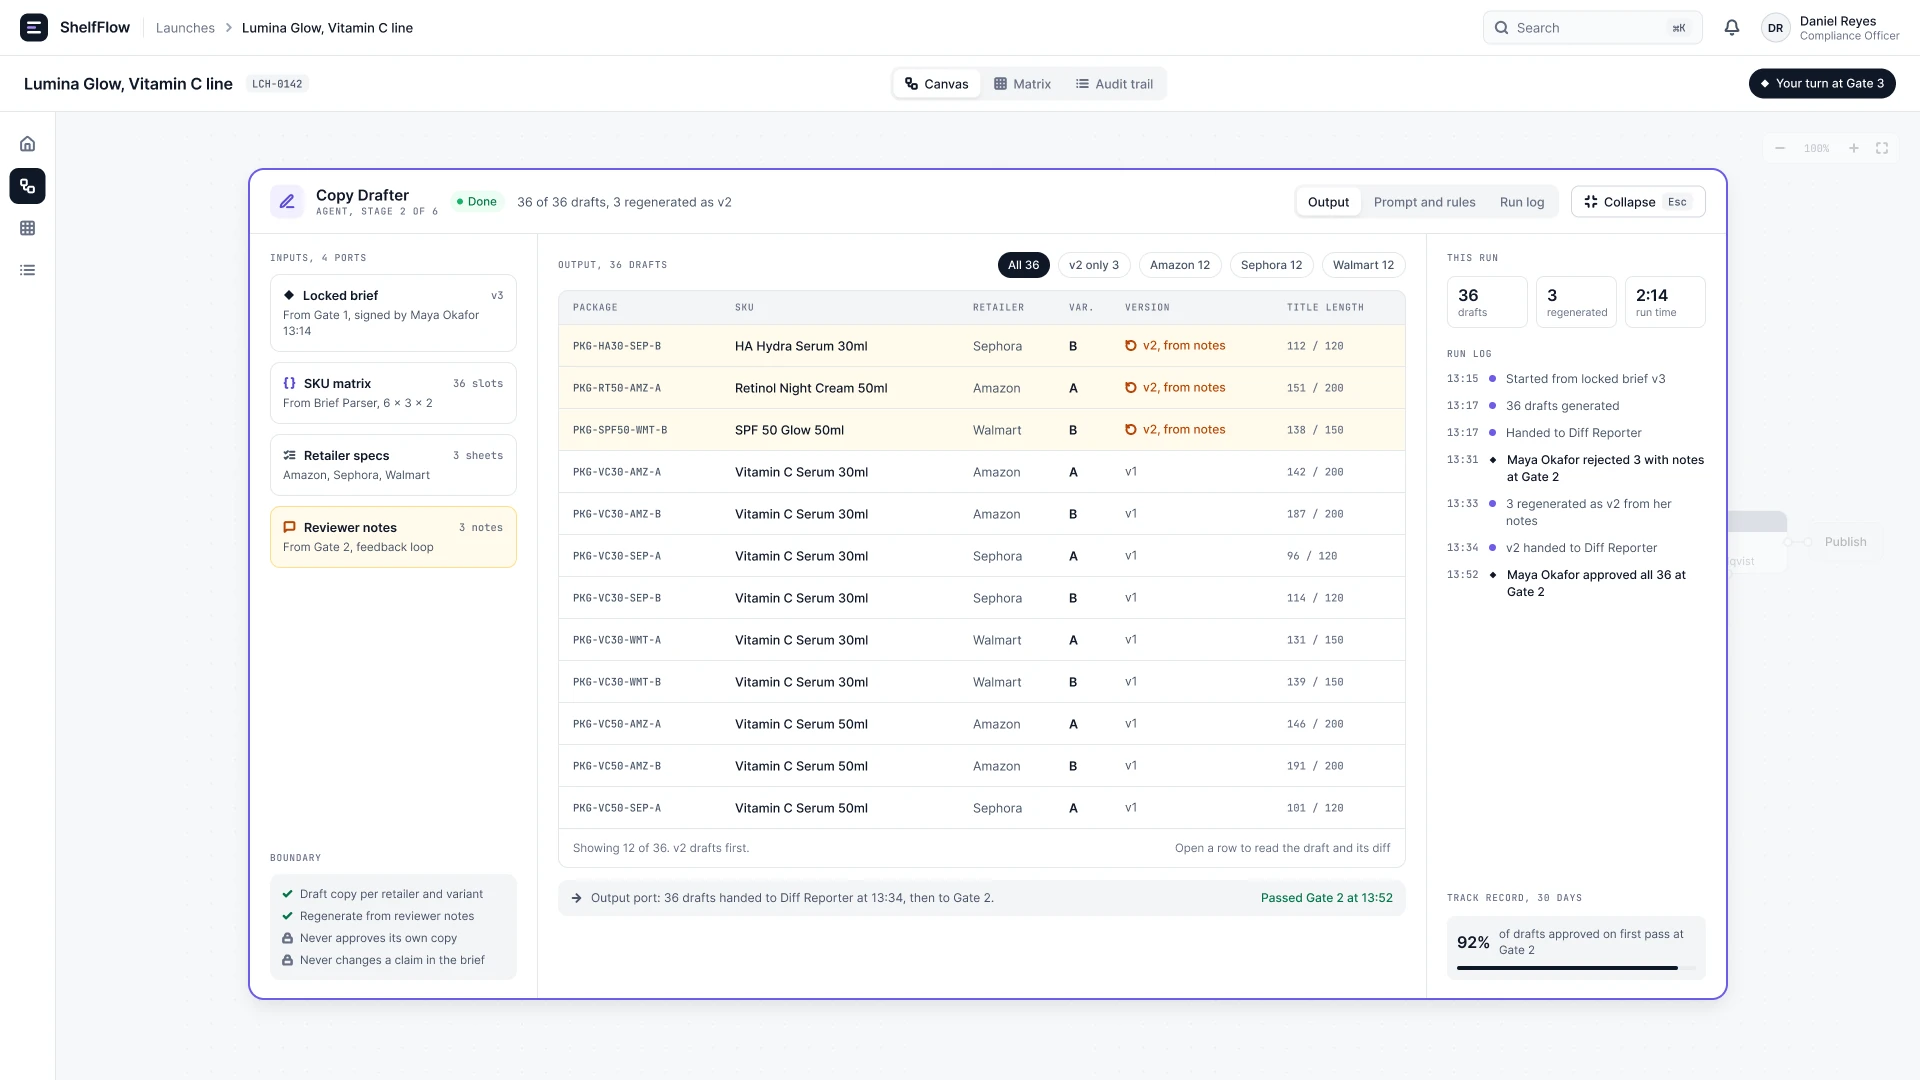 ShelfFlow
Launches
Lumina Glow, Vitamin C line
Search
⌘K
DR
Daniel Reyes
Compliance Officer
Lumina Glow, Vitamin C line
LCH-0142
Canvas
Matrix
Audit trail
Your turn at Gate 3
100%
Copy Drafter
AGENT, STAGE 2 OF 6
Done
36 of 36 drafts, 3 regenerated as v2
Output
Prompt and rules
Run log
Collapse
Esc
INPUTS, 4 PORTS
Locked brief
v3
From Gate 1, signed by Maya Okafor
13:14
SKU matrix
36 slots
From Brief Parser, 6 × 3 × 2
Retailer specs
3 sheets
Amazon, Sephora, Walmart
Reviewer notes
3 notes
From Gate 2, feedback loop
BOUNDARY
Draft copy per retailer and variant
Regenerate from reviewer notes
Never approves its own copy
Never changes a claim in the brief
OUTPUT, 36 DRAFTS
All 36
v2 only 3
Amazon 12
Sephora 12
Walmart 12
PACKAGE SKU RETAILER VAR. VERSION TITLE LENGTH
PKG-HA30-SEP-B HA Hydra Serum 30ml Sephora B v2, from notes 112 / 120
PKG-RT50-AMZ-A Retinol Night Cream 50ml Amazon A v2, from notes 151 / 200
PKG-SPF50-WMT-B SPF 50 Glow 50ml Walmart B v2, from notes 138 / 150
PKG-VC30-AMZ-A Vitamin C Serum 30ml Amazon A v1 142 / 200
PKG-VC30-AMZ-B Vitamin C Serum 30ml Amazon B v1 187 / 200
PKG-VC30-SEP-A Vitamin C Serum 30ml Sephora A v1 96 / 120
PKG-VC30-SEP-B Vitamin C Serum 30ml Sephora B v1 114 / 120
PKG-VC30-WMT-A Vitamin C Serum 30ml Walmart A v1 131 / 150
PKG-VC30-WMT-B Vitamin C Serum 30ml Walmart B v1 139 / 150
PKG-VC50-AMZ-A Vitamin C Serum 50ml Amazon A v1 146 / 200
PKG-VC50-AMZ-B Vitamin C Serum 50ml Amazon B v1 191 / 200
PKG-VC50-SEP-A Vitamin C Serum 50ml Sephora A v1 101 / 120
Showing 12 of 36. v2 drafts first.
Open a row to read the draft and its diff
Output port: 36 drafts handed to Diff Reporter at 13:34, then to Gate 2.
Passed Gate 2 at 13:52
THIS RUN
36
drafts
3
regenerated
2:14
run time
RUN LOG
13:15 Started from locked brief v3
13:17 36 drafts generated
13:17 Handed to Diff Reporter
13:31 Maya Okafor rejected 3 with notes
at Gate 2
13:33 3 regenerated as v2 from her
notes
13:34 v2 handed to Diff Reporter
13:52 Maya Okafor approved all 36 at
Gate 2
TRACK RECORD, 30 DAYS
92%
of drafts approved on first pass at
Gate 2
qvist
Publish